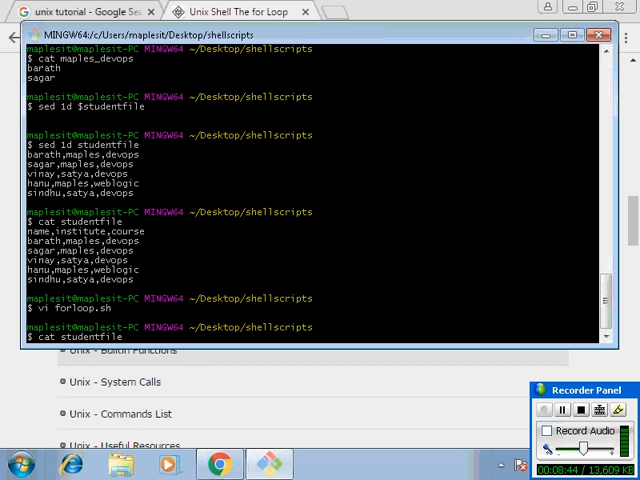 unix tutorial - Google Se
Unix Shell The for Loop
MINGW64:/c/Users/maplesit/Desktop/shellscripts
maplesit@maplesit-PC MINGW64 ~/Desktop/shellscripts
$ cat maples_devops
barath
sagar
maplesit@maplesit-PC MINGW64 ~/Desktop/shellscripts
$ sed 1d $studentfile
maplesit@maplesit-PC MINGW64 ~/Desktop/shellscripts
$ sed 1d studentfile
barath,maples,devops
sagar,maples,devops
vinay,satya,devops
hanu,maples,weblogic
sindhu,satya,devops
maplesit@maplesit-PC MINGW64 ~/Desktop/shellscripts
$ cat studentfile
name,institute,course
barath,maples,devops
sagar,maples,devops
vinay,satya,devops
hanu,maples,weblogic
sindhu,satya,devops
maplesit@maplesit-PC MINGW64 ~/Desktop/shellscripts
$ vi forloop.sh
maplesit@maplesit-PC MINGW64 ~/Desktop/shellscripts
$ cat studentfile
Unix - Builtin Functions
Unix - System Calls
Unix - Commands List
Unix - Useful Resources
Recorder Panel
Record Audio
00:08:44 / 13,609 KB